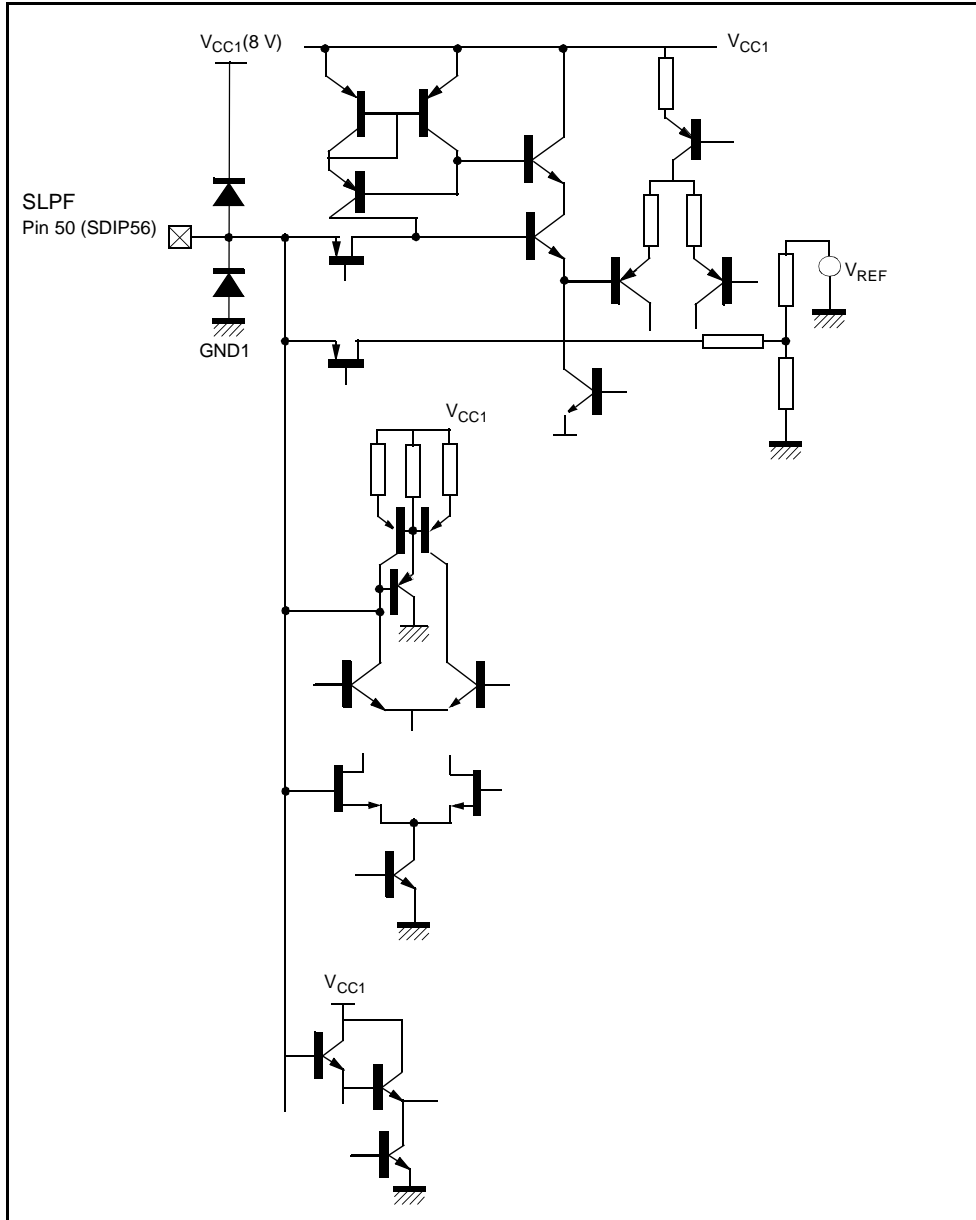 VCC1(8 V)
VCC1
SLPF
Pin 50 (SDIP56)
VREF
GND1
VCC1
VCC1